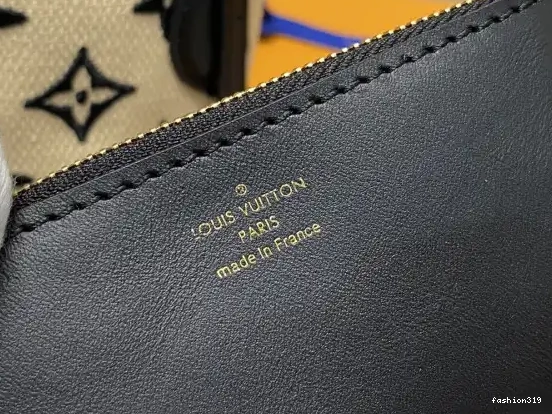 ®
LOUIS VUITTON
PARIS
made in France
fashion319